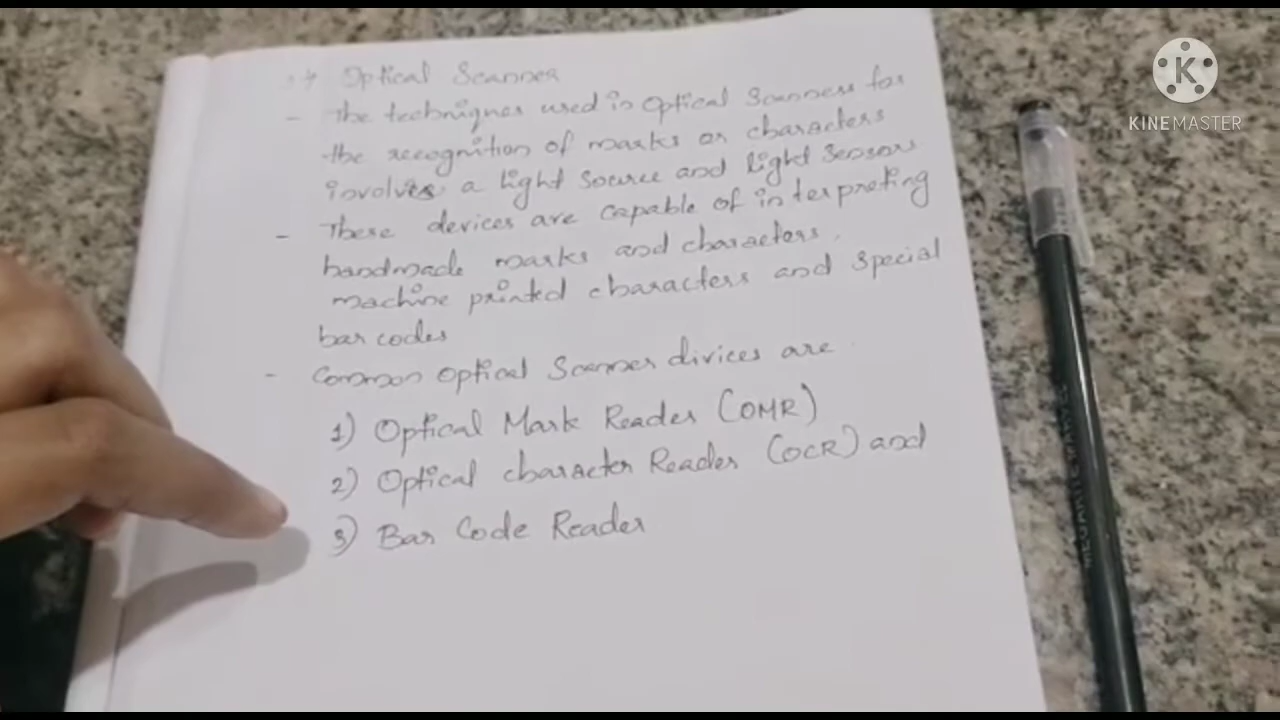 Optical Scanner
- The techniques used in Optical Scanners for
the recognition of marks or characters
involves a light source and light sensors
- These devices are capable of interpreting
handmade marks and characters,
machine printed characters and special
bar codes
- Common Optical Scanner divices are
1) Optical Mark Reader (OMR)
2) Optical character Reader (OCR) and
3) Bar Code Reader
K
KINEMASTER